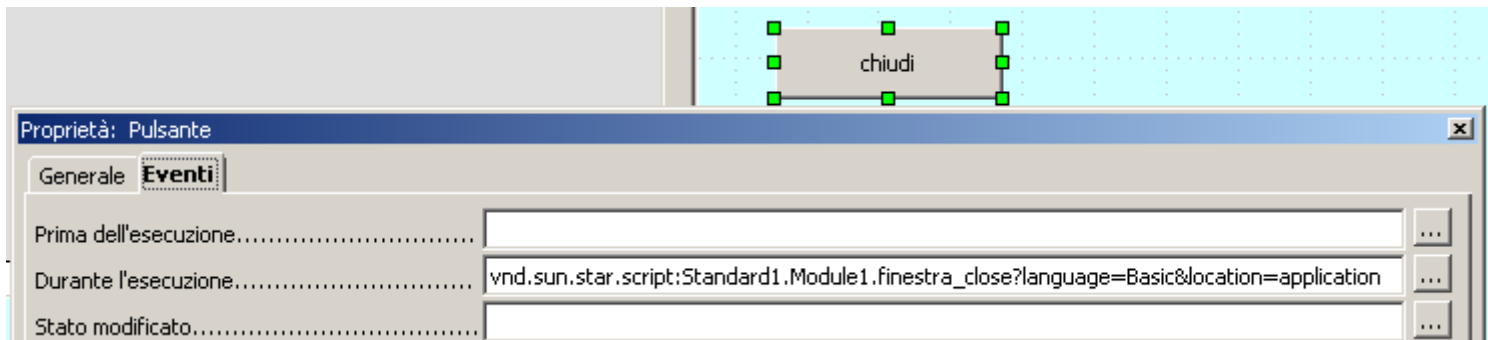 chiudi
Proprietà: Pulsante
Generale Eventi
Prima dell'esecuzione.............................. ...
Durante l'esecuzione.............................. vnd.sun.star.script:Standard1.Module1.finestra_close?language=Basic&location=application ...
Stato modificato................................... ...